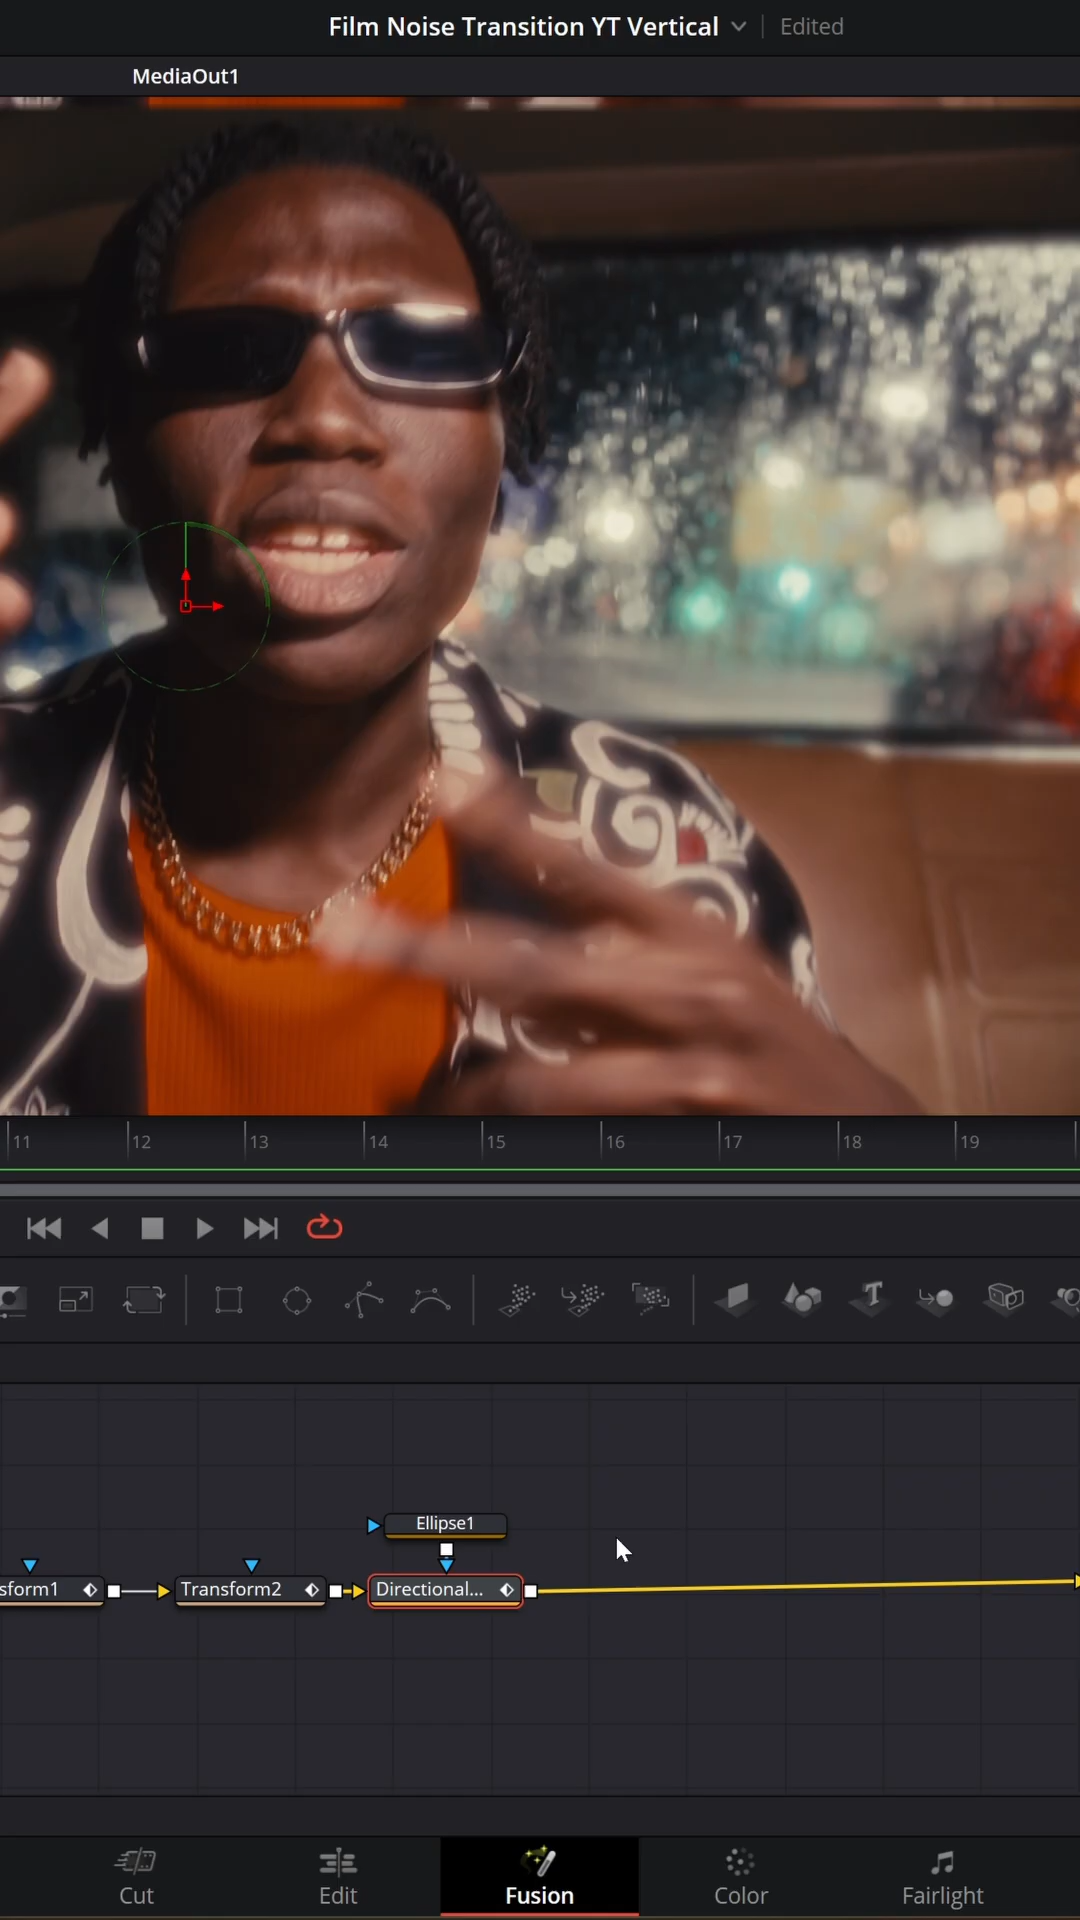 Film Noise Transition YT Vertical
Edited
MediaOut1
11 12 13 14 15 16 17 18 19
Ellipse1
sform1 Transform2 Directional...
Cut Edit Fusion Color Fairlight